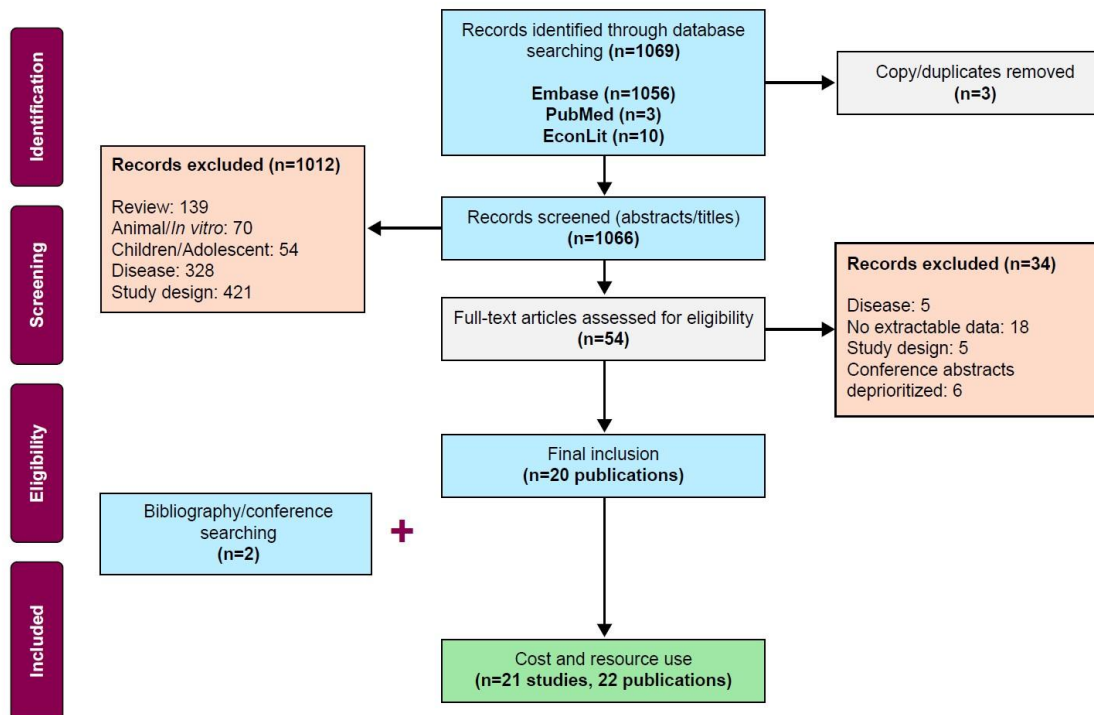 Identification
Records identified through database
searching (n=1069)
Embase (n=1056)
PubMed (n=3)
EconLit (n=10)
Copy/duplicates removed
(n=3)
Screening
Records screened (abstracts/titles)
(n=1066)
Records excluded (n=1012)
Review: 139
Animal/In vitro: 70
Children/Adolescent: 54
Disease: 328
Study design: 421
Full-text articles assessed for eligibility
(n=54)
Records excluded (n=34)
Disease: 5
No extractable data: 18
Study design: 5
Conference abstracts
deprioritized: 6
Eligibility
Final inclusion
(n=20 publications)
Bibliography/conference
searching
(n=2)
+
Included
Cost and resource use
(n=21 studies, 22 publications)